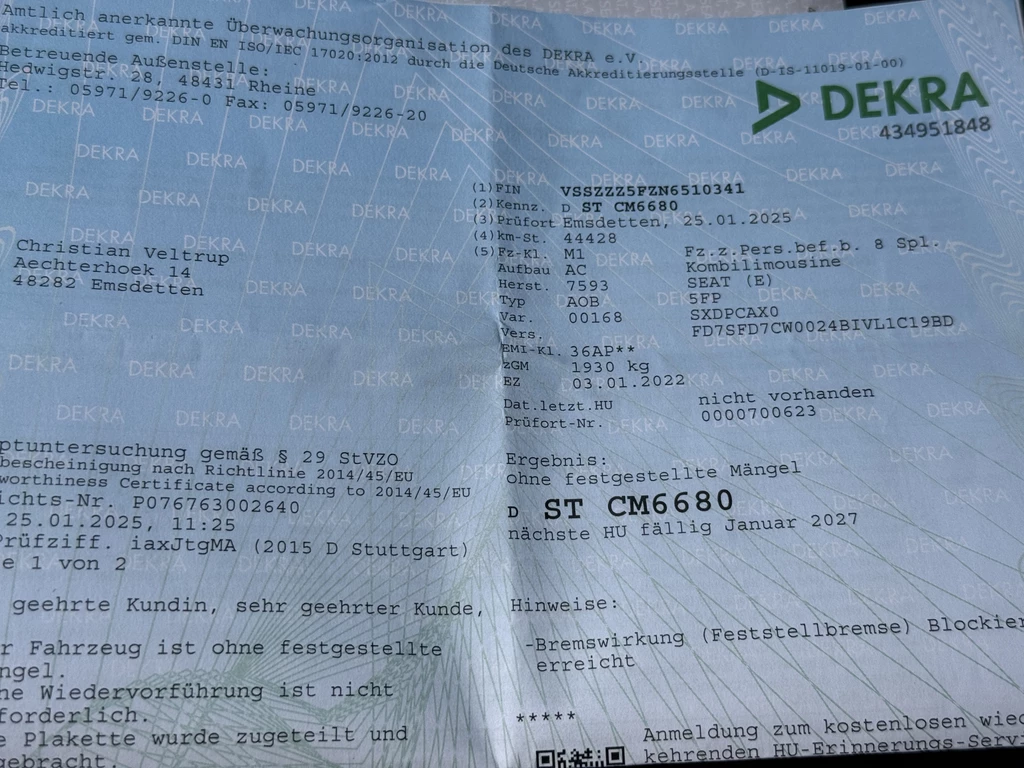 Amtlich anerkannte Überwachungsorganisation des DEKRA e.V.
akkreditiert gem. DIN EN ISO/IEC 17020:2012 durch die Deutsche Akkreditierungsstelle (D-IS-11019-01-00)
Betreuende Außenstelle:
Hedwigstr. 28, 48431 Rheine
Tel.: 05971/9226-0 Fax: 05971/9226-20
DEKRA
434951848
(1) FIN VSSZZZ5FZN6510341
(2) Kennz. D ST CM6680
(3) Prüfort Emsdetten, 25.01.2025
(4) km-St. 44428
(5) Fz-Kl. M1 Fz.z.Pers.bef.b. 8 Spl.
Aufbau AC Kombilimousine
Herst. 7593 SEAT (E)
Typ AOB 5FP
Var. 00168 SXDPCAX0
Vers. FD7SFD7CW0024BIVL1C19BD
EMI-Kl. 36AP**
zGM 1930 kg
EZ 03.01.2022
Dat.letzt.HU nicht vorhanden
Prüfort-Nr. 0000700623
Christian Veltrup
Aechterhoek 14
48282 Emsdetten
ptuntersuchung gemäß § 29 StVZO
bescheinigung nach Richtlinie 2014/45/EU
worthiness Certificate according to 2014/45/EU
ichts-Nr. P076763002640
25.01.2025, 11:25
Prüfziff. iaxJtgMA (2015 D Stuttgart)
e 1 von 2
geehrte Kundin, sehr geehrter Kunde,
r Fahrzeug ist ohne festgestellte
ngel.
ne Wiedervorführung ist nicht
forderlich.
e Plakette wurde zugeteilt und
gebracht.
Ergebnis:
ohne festgestellte Mängel
D ST CM6680
nächste HU fällig Januar 2027
Hinweise:
-Bremswirkung (Feststellbremse) Blockier
erreicht
*****
Anmeldung zum kostenlosen wied
kehrenden HU-Erinnerungs-Servi